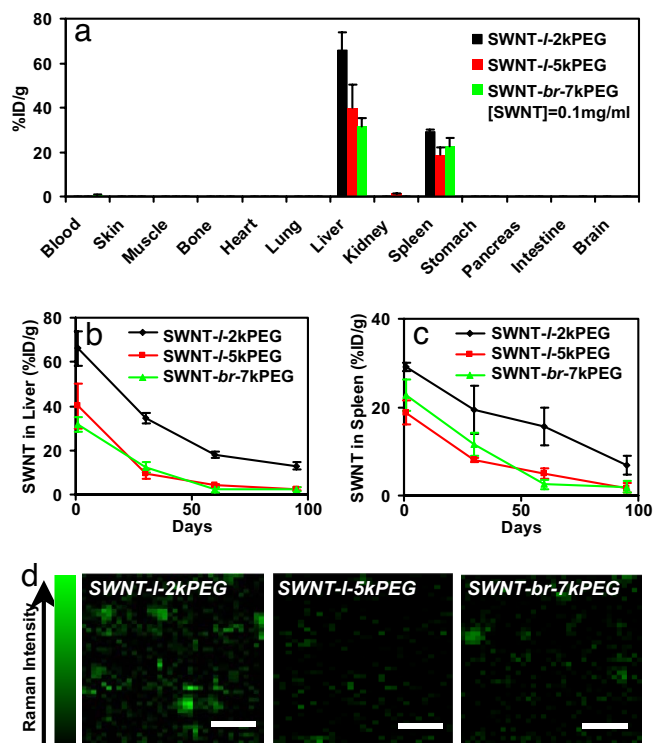 a
80
60
40
20
0
%ID/g
SWNT-l-2kPEG
SWNT-l-5kPEG
SWNT-br-7kPEG
[SWNT]=0.1mg/ml
Blood
Skin
Muscle
Bone
Heart
Lung
Liver
Kidney
Spleen
Stomach
Pancreas
Intestine
Brain
b
80
60
40
20
0
SWNT in Liver (%ID/g)
SWNT-l-2kPEG
SWNT-l-5kPEG
SWNT-br-7kPEG
0
50
100
Days
c
40
20
0
SWNT in Spleen (%ID/g)
SWNT-l-2kPEG
SWNT-l-5kPEG
SWNT-br-7kPEG
0
50
100
Days
d
Raman Intensity
SWNT-l-2kPEG
SWNT-l-5kPEG
SWNT-br-7kPEG